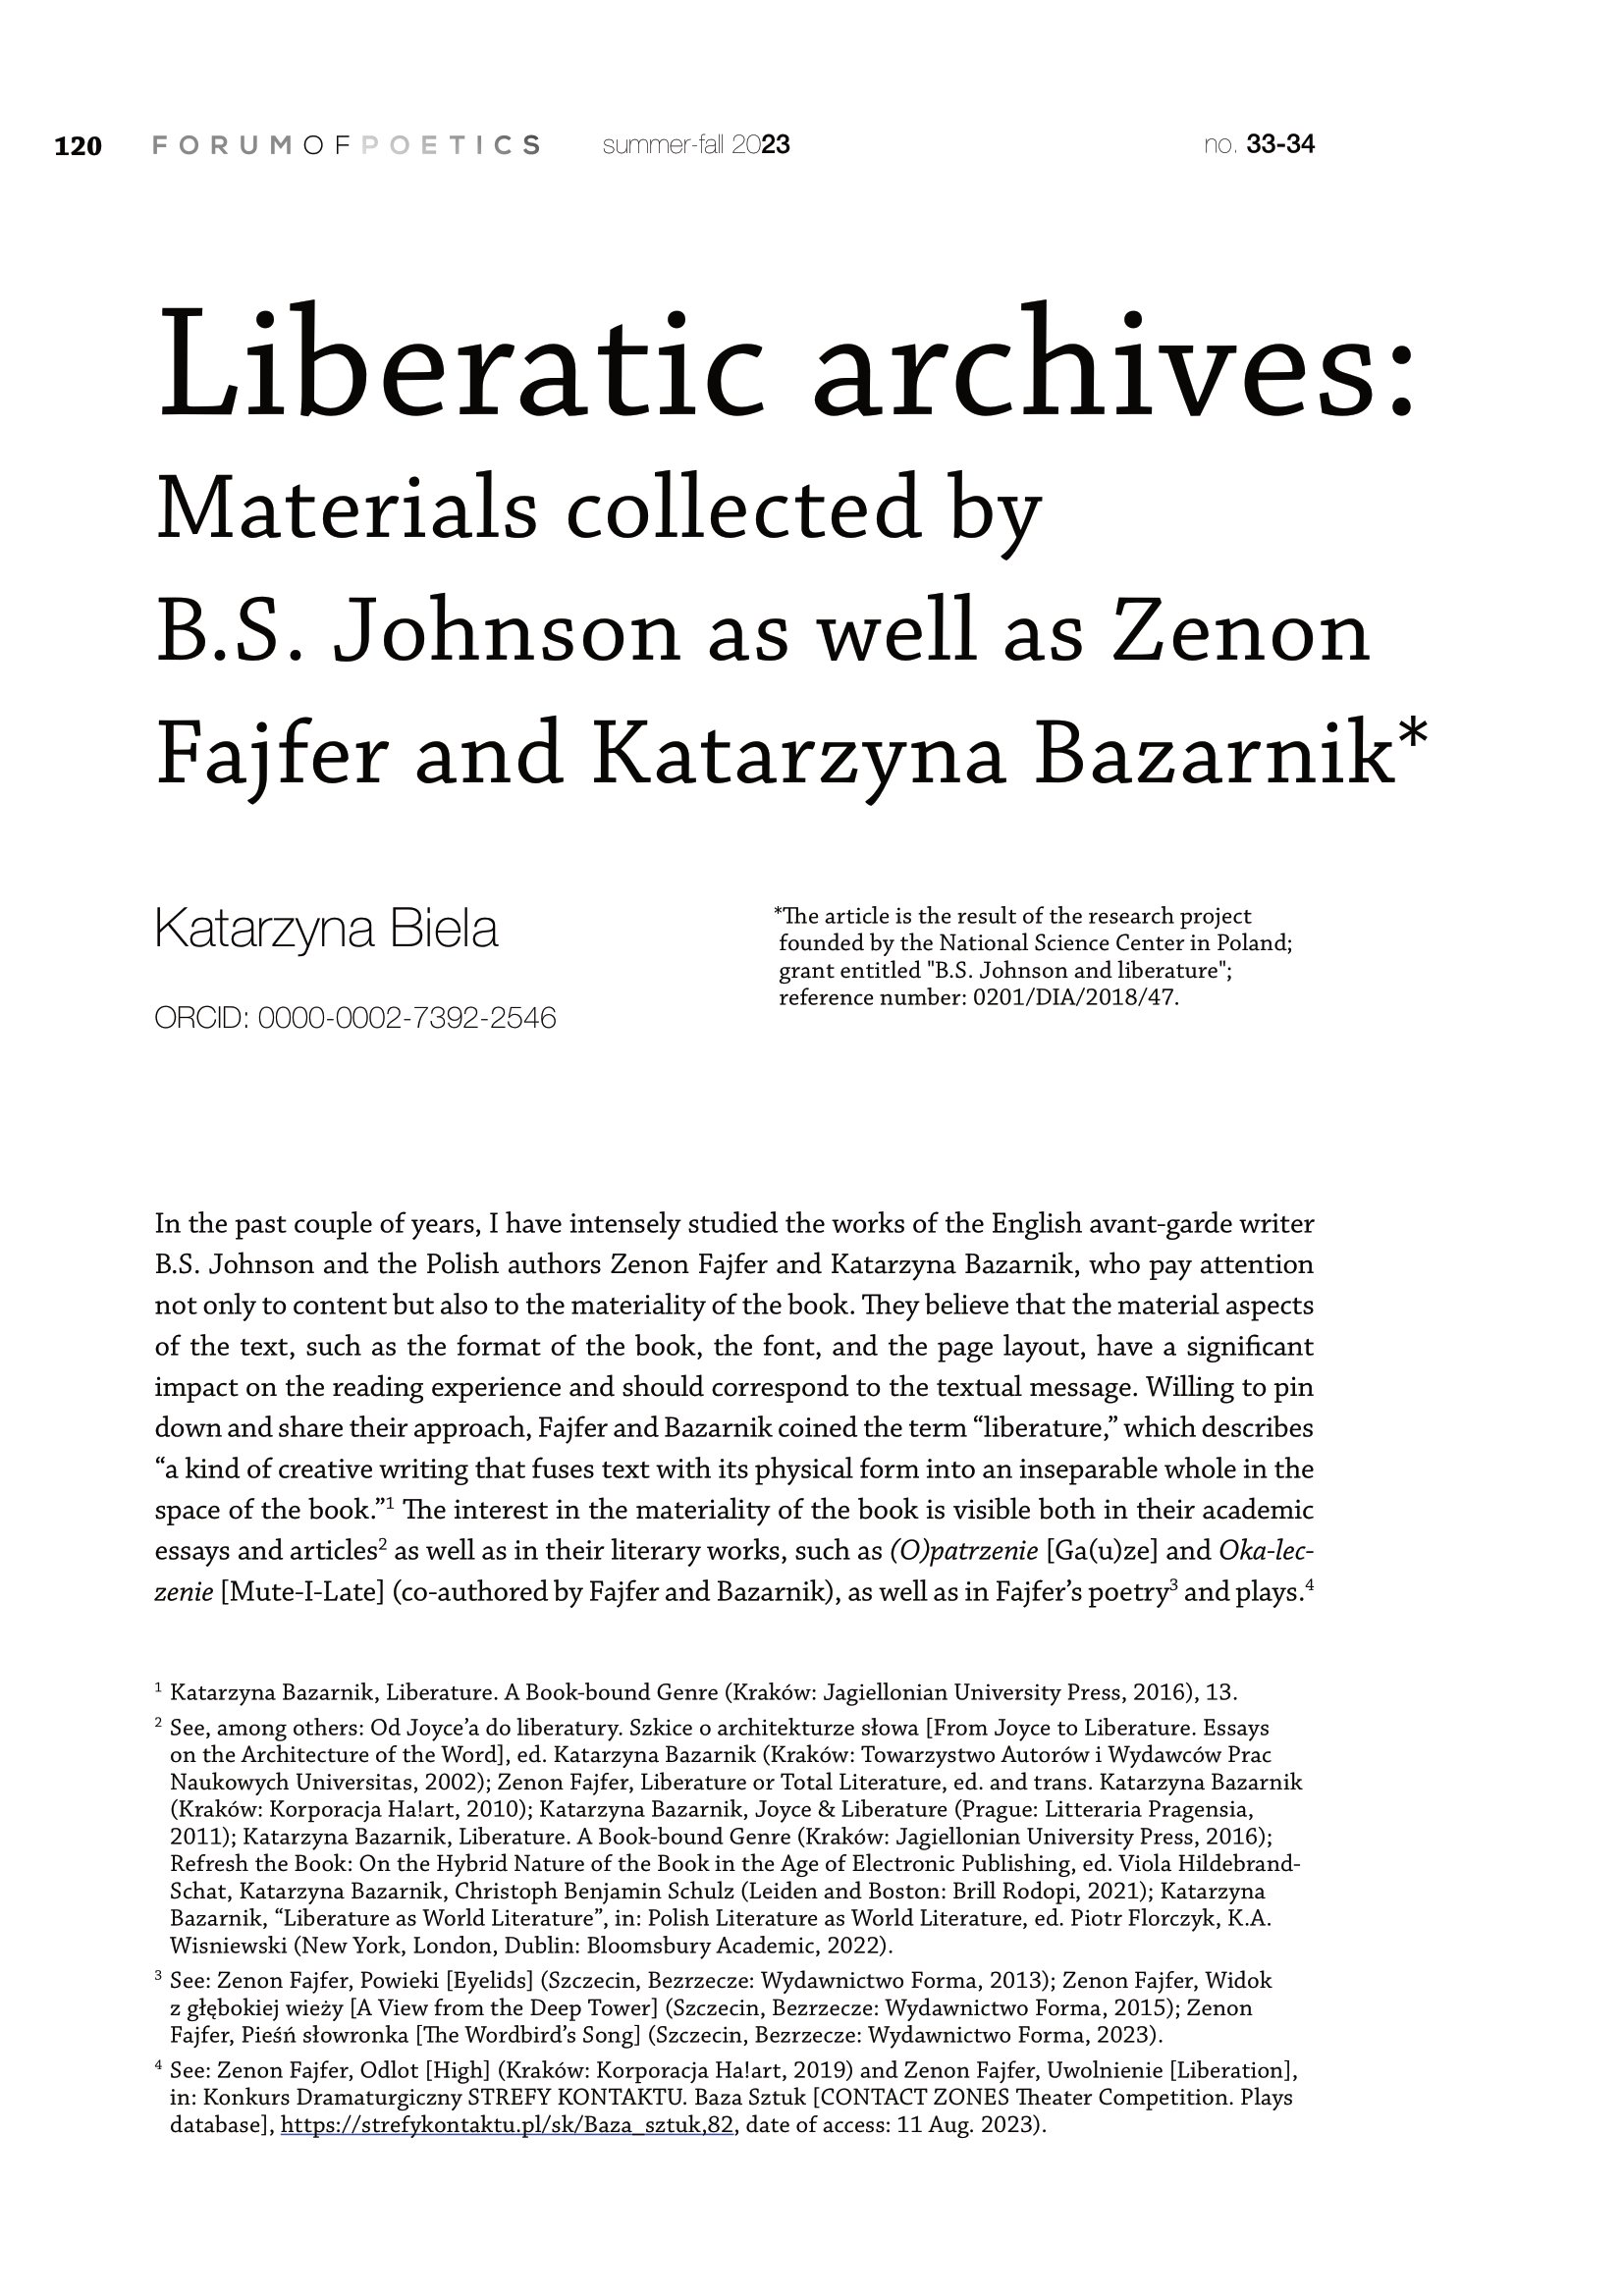 120 FORUMOFPOETICS summer-fall 2023 no. 33-34
Liberatic archives:
Materials collected by
B.S. Johnson as well as Zenon
Fajfer and Katarzyna Bazarnik*
Katarzyna Biela
ORCID: 0000-0002-7392-2546
*The article is the result of the research project
founded by the National Science Center in Poland;
grant entitled "B.S. Johnson and liberature";
reference number: 0201/DIA/2018/47.
In the past couple of years, I have intensely studied the works of the English avant-garde writer
B.S. Johnson and the Polish authors Zenon Fajfer and Katarzyna Bazarnik, who pay attention
not only to content but also to the materiality of the book. They believe that the material aspects
of the text, such as the format of the book, the font, and the page layout, have a significant
impact on the reading experience and should correspond to the textual message. Willing to pin
down and share their approach, Fajfer and Bazarnik coined the term “liberature,” which describes
“a kind of creative writing that fuses text with its physical form into an inseparable whole in the
space of the book.”1 The interest in the materiality of the book is visible both in their academic
essays and articles2 as well as in their literary works, such as (O)patrzenie [Ga(u)ze] and Oka-lec-
zenie [Mute-I-Late] (co-authored by Fajfer and Bazarnik), as well as in Fajfer’s poetry3 and plays.4
1 Katarzyna Bazarnik, Liberature. A Book-bound Genre (Kraków: Jagiellonian University Press, 2016), 13.
2 See, among others: Od Joyce’a do liberatury. Szkice o architekturze słowa [From Joyce to Liberature. Essays
on the Architecture of the Word], ed. Katarzyna Bazarnik (Kraków: Towarzystwo Autorów i Wydawców Prac
Naukowych Universitas, 2002); Zenon Fajfer, Liberature or Total Literature, ed. and trans. Katarzyna Bazarnik
(Kraków: Korporacja Ha!art, 2010); Katarzyna Bazarnik, Joyce & Liberature (Prague: Litteraria Pragensia,
2011); Katarzyna Bazarnik, Liberature. A Book-bound Genre (Kraków: Jagiellonian University Press, 2016);
Refresh the Book: On the Hybrid Nature of the Book in the Age of Electronic Publishing, ed. Viola Hildebrand-
Schat, Katarzyna Bazarnik, Christoph Benjamin Schulz (Leiden and Boston: Brill Rodopi, 2021); Katarzyna
Bazarnik, “Liberature as World Literature”, in: Polish Literature as World Literature, ed. Piotr Florczyk, K.A.
Wisniewski (New York, London, Dublin: Bloomsbury Academic, 2022).
3 See: Zenon Fajfer, Powieki [Eyelids] (Szczecin, Bezrzecze: Wydawnictwo Forma, 2013); Zenon Fajfer, Widok
z głębokiej wieży [A View from the Deep Tower] (Szczecin, Bezrzecze: Wydawnictwo Forma, 2015); Zenon
Fajfer, Pieśń słowronka [The Wordbird’s Song] (Szczecin, Bezrzecze: Wydawnictwo Forma, 2023).
4 See: Zenon Fajfer, Odlot [High] (Kraków: Korporacja Ha!art, 2019) and Zenon Fajfer, Uwolnienie [Liberation],
in: Konkurs Dramaturgiczny STREFY KONTAKTU. Baza Sztuk [CONTACT ZONES Theater Competition. Plays
database], https://strefykontaktu.pl/sk/Baza_sztuk,82, date of access: 11 Aug. 2023).